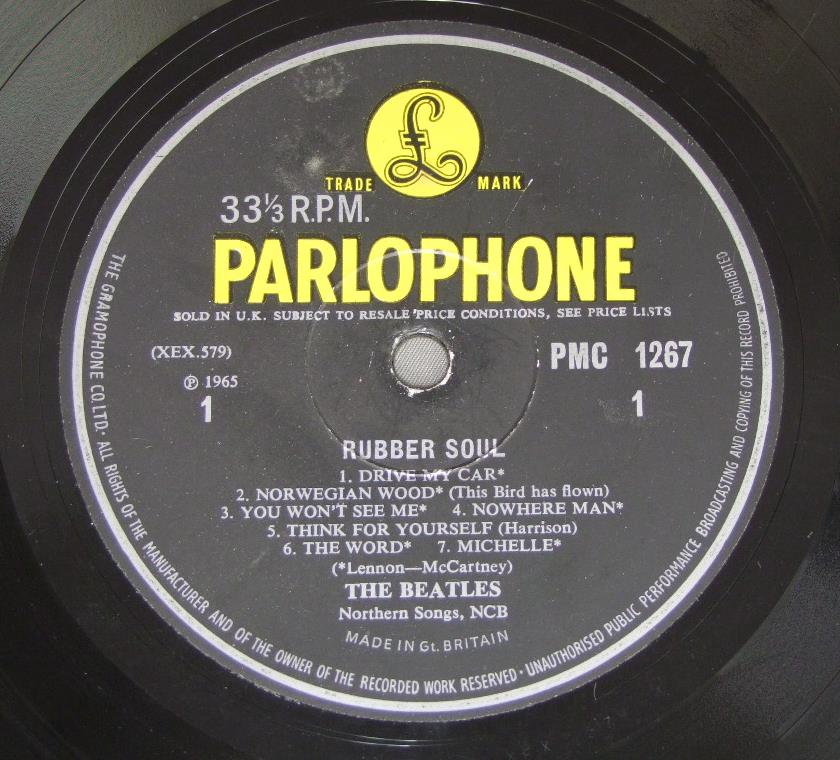 £
TRADE MARK
33⅓ R.P.M.
PARLOPHONE
SOLD IN U.K. SUBJECT TO RESALE PRICE CONDITIONS, SEE PRICE LISTS
(XEX.579)
PMC 1267
℗ 1965
1
1
RUBBER SOUL
1. DRIVE MY CAR*
2. NORWEGIAN WOOD* (This Bird has flown)
3. YOU WON'T SEE ME* 4. NOWHERE MAN*
5. THINK FOR YOURSELF (Harrison)
6. THE WORD* 7. MICHELLE*
(*Lennon—McCartney)
THE BEATLES
Northern Songs, NCB
MADE IN Gt. BRITAIN
THE GRAMOPHONE CO. LTD. · ALL RIGHTS OF THE MANUFACTURER AND OF THE OWNER OF THE RECORDED WORK RESERVED · UNAUTHORISED PUBLIC PERFORMANCE BROADCASTING AND COPYING OF THIS RECORD PROHIBITED